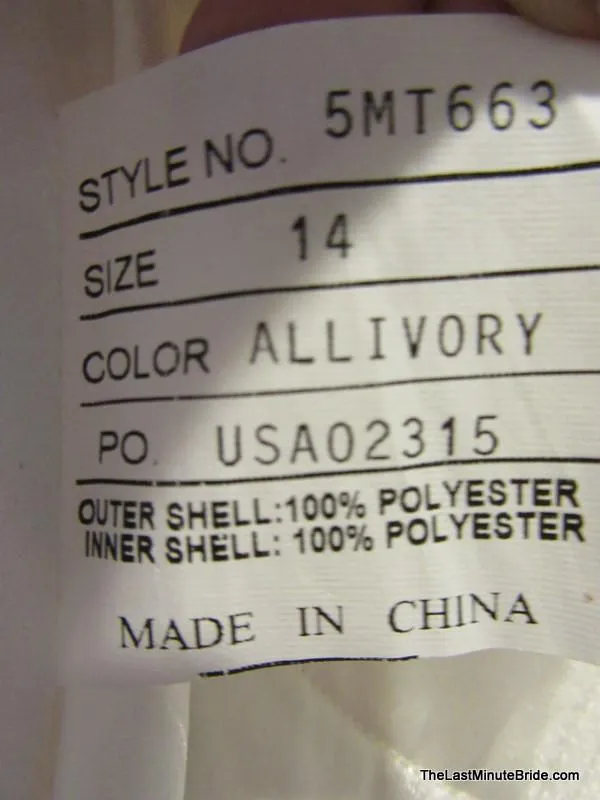 STYLE NO. 5MT663
SIZE 14
COLOR ALLIVORY
PO. USA02315
OUTER SHELL:100% POLYESTER
INNER SHELL: 100% POLYESTER
MADE IN CHINA
TheLastMinuteBride.com